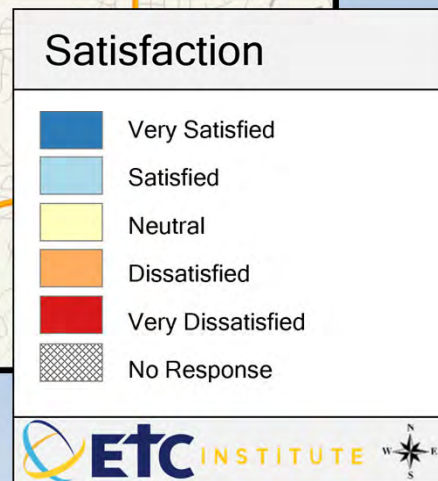 Satisfaction
Very Satisfied
Satisfied
Neutral
Dissatisfied
Very Dissatisfied
No Response
ETC INSTITUTE
N
W E
S